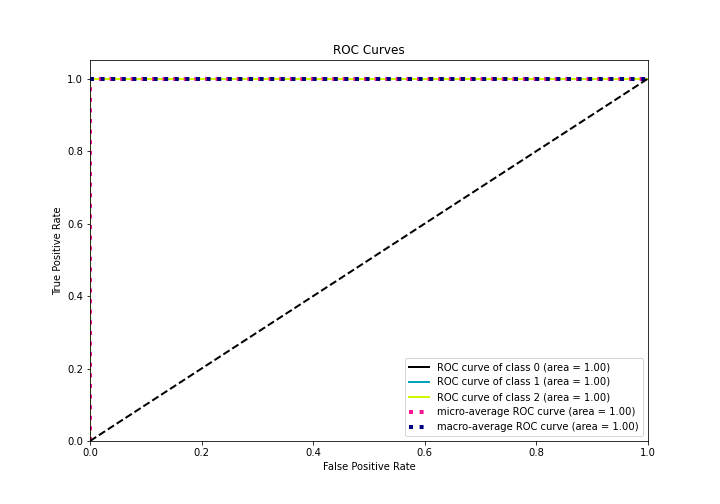 ROC Curves
True Positive Rate
1.0
0.8
0.6
0.4
0.2
0.0
0.0 0.2 0.4 0.6 0.8 1.0
False Positive Rate
ROC curve of class 0 (area = 1.00)
ROC curve of class 1 (area = 1.00)
ROC curve of class 2 (area = 1.00)
micro-average ROC curve (area = 1.00)
macro-average ROC curve (area = 1.00)